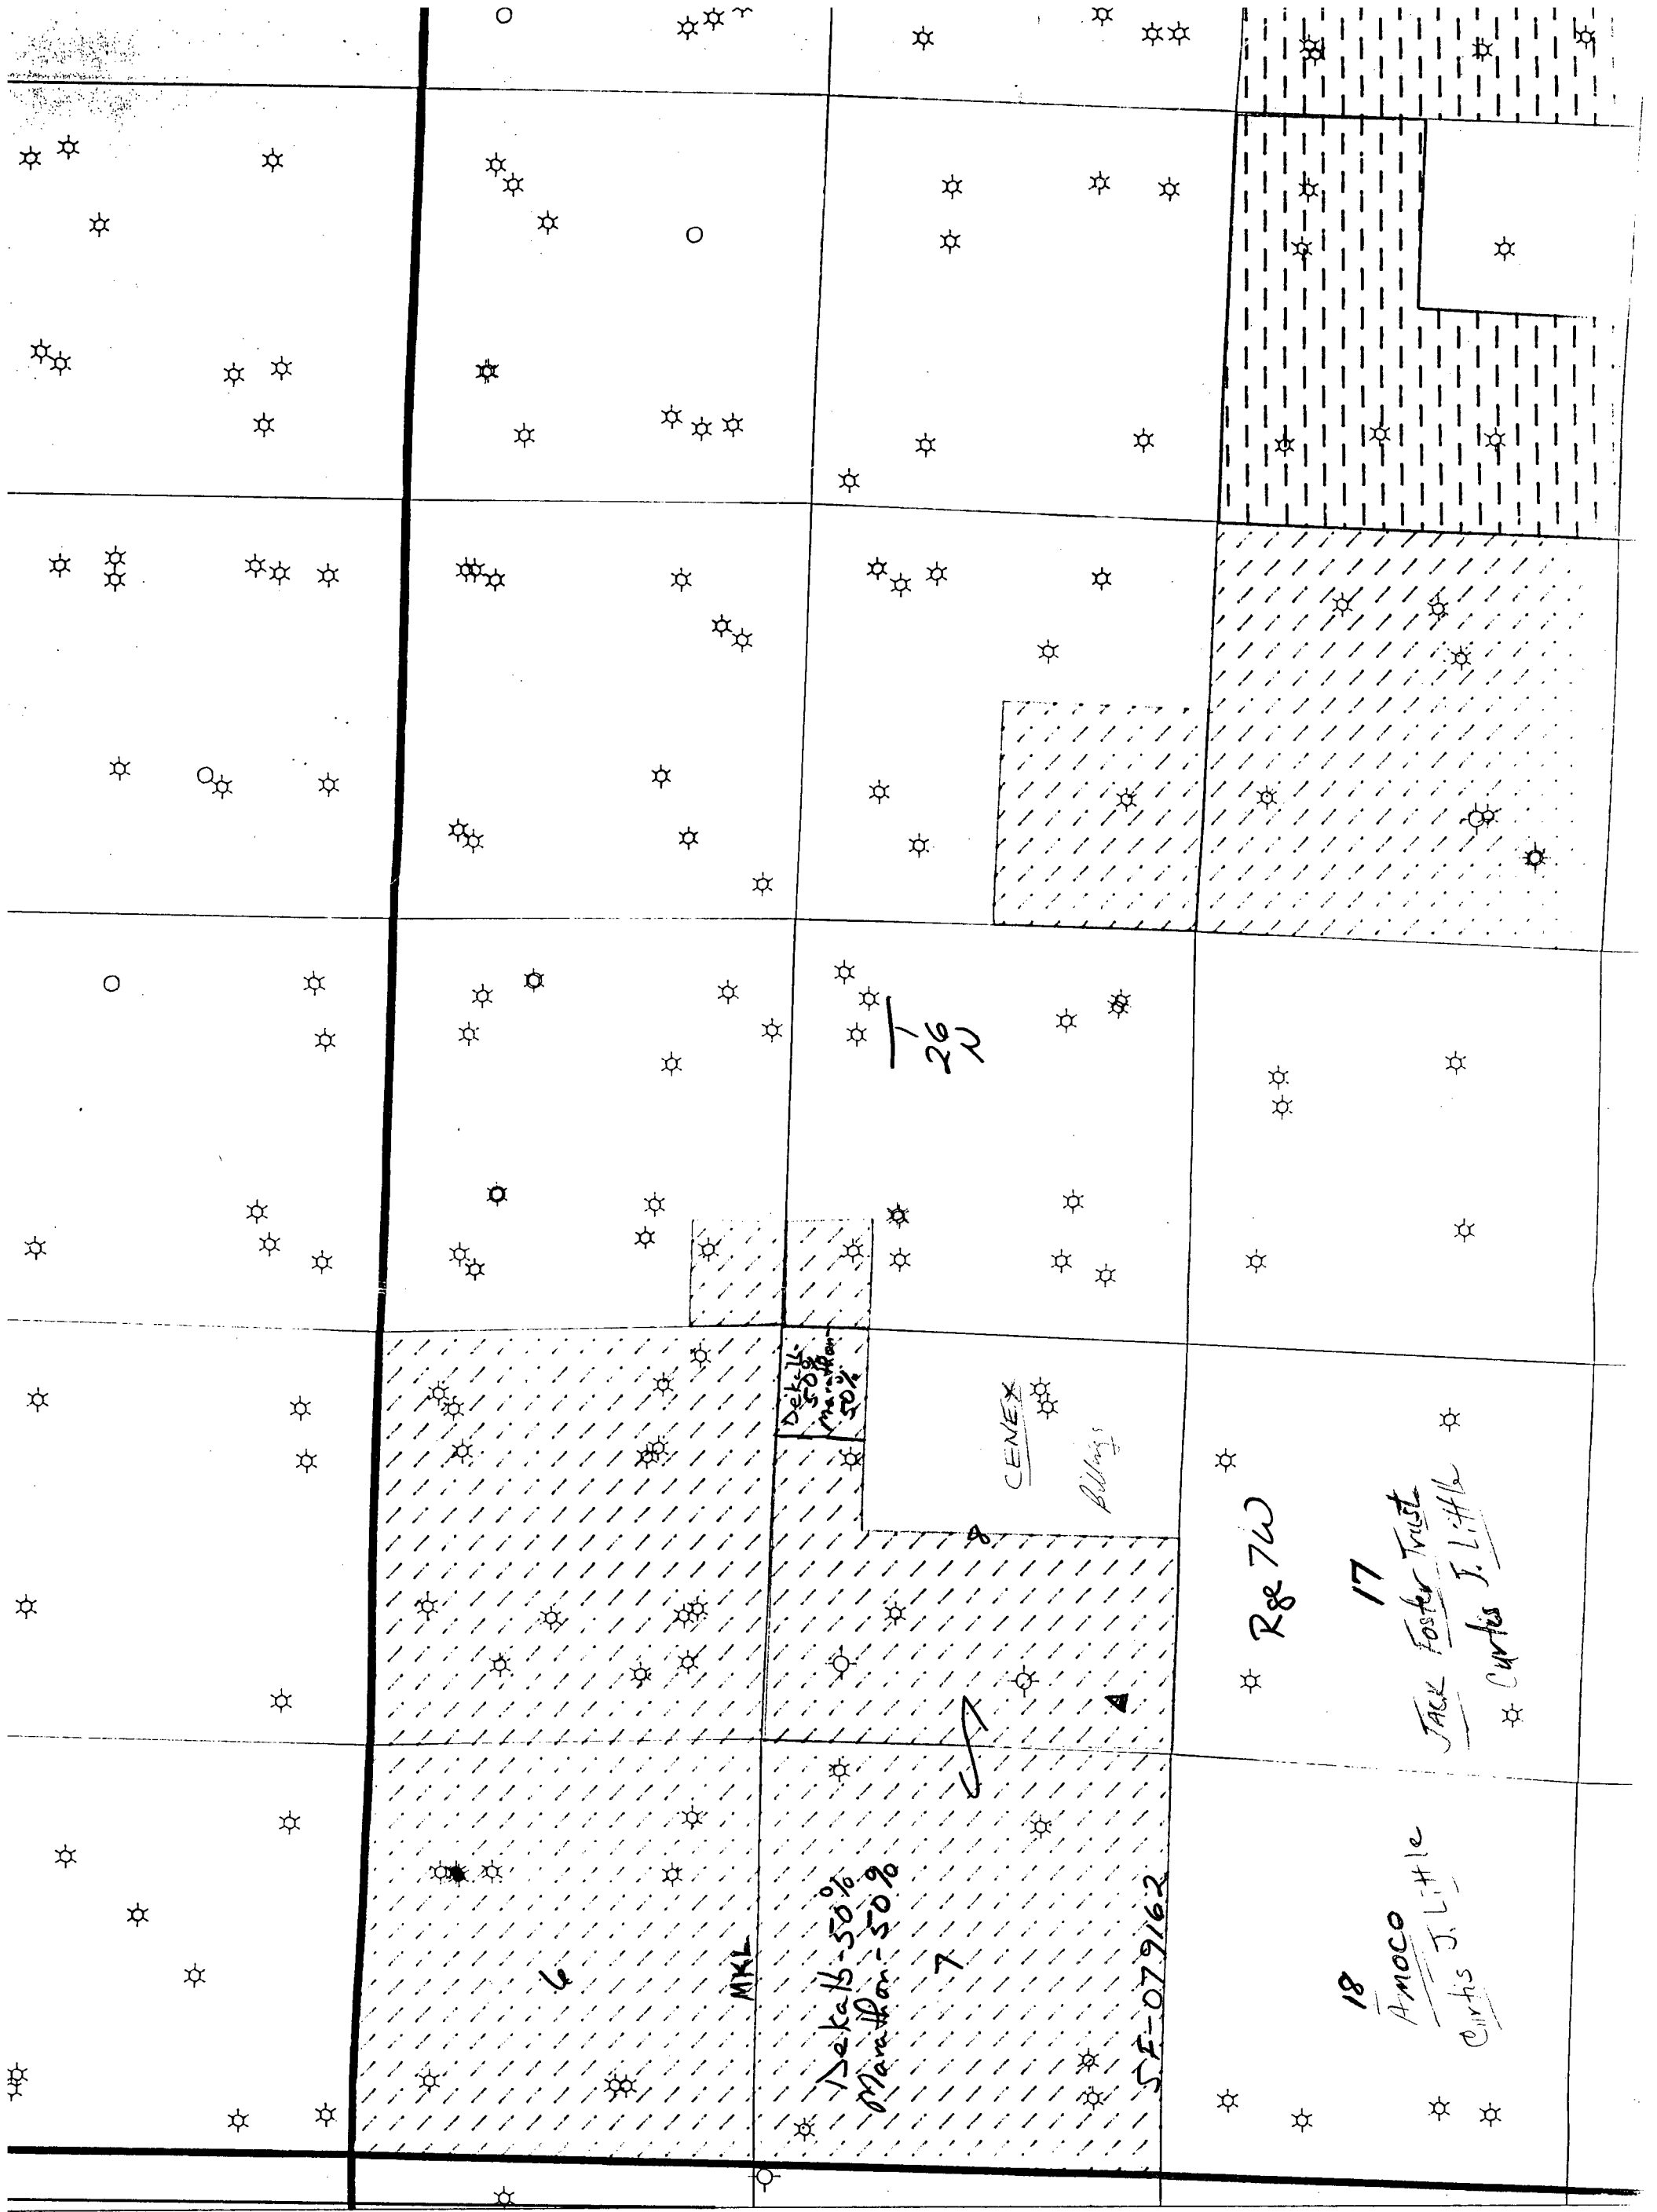 T
26
N
Dekalb-
50%
Marathon-
50%
CENEX
Billings
8
Rge 7W
17
Jack Foster Trust
Curtis J. Little
6
MKL
Dekalb-50%
Marathon-50%
7
SF-079162
18
Amoco
Curtis J. Little